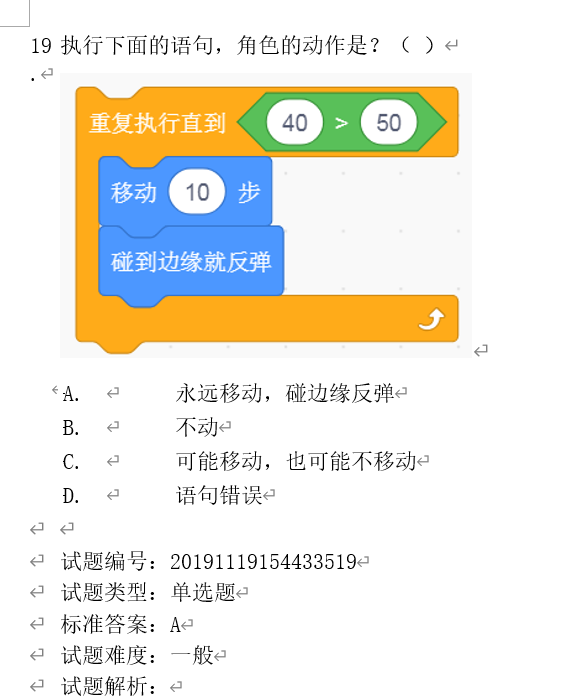 19 执行下面的语句，角色的动作是？（ ）
.
重复执行直到 40 > 50
移动 10 步
碰到边缘就反弹
A. 永远移动，碰边缘反弹
B. 不动
C. 可能移动，也可能不移动
D. 语句错误
试题编号：20191119154433519
试题类型：单选题
标准答案：A
试题难度：一般
试题解析：